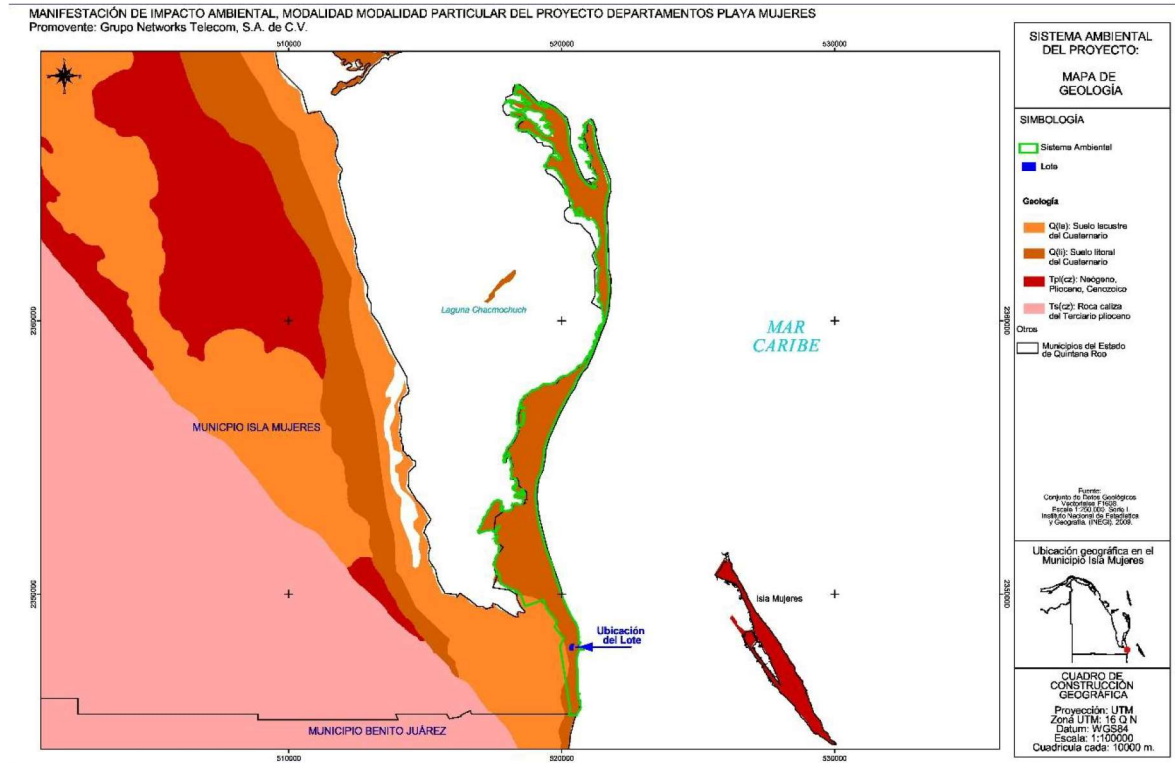 MANIFESTACIÓN DE IMPACTO AMBIENTAL, MODALIDAD MODALIDAD PARTICULAR DEL PROYECTO DEPARTAMENTOS PLAYA MUJERES
Promovente: Grupo Networks Telecom, S.A. de C.V.
510000
520000
530000
SISTEMA AMBIENTAL
DEL PROYECTO:
MAPA DE
GEOLOGÍA
SIMBOLOGÍA
Sistema Ambiental
Lote
Geología
Q(la): Suelo lacustre
del Cuaternario
Q(li): Suelo litoral
del Cuaternario
Tpl(cz): Neógeno,
Plioceno, Cenozoico
Ts(cz): Roca caliza
del Terciario plioceno
Otros
Municipios del Estado
de Quintana Roo
Laguna Chacmochuch
MAR
CARIBE
MUNICPIO ISLA MUJERES
Isla Mujeres
Ubicación
del Lote
MUNICIPIO BENITO JUÁREZ
Fuente:
Conjunto de Datos Geológicos
Vectoriales F1608.
Escala 1:250,000. Serie I.
Instituto Nacional de Estadística
y Geografía. (INEGI). 2009.
Ubicación geográfica en el
Municipio Isla Mujeres
CUADRO DE
CONSTRUCCIÓN
GEOGRÁFICA
Proyección: UTM
Zona UTM: 16 Q N
Datum: WGS84
Escala: 1:100000
Cuadricula cada: 10000 m.
510000
520000
530000